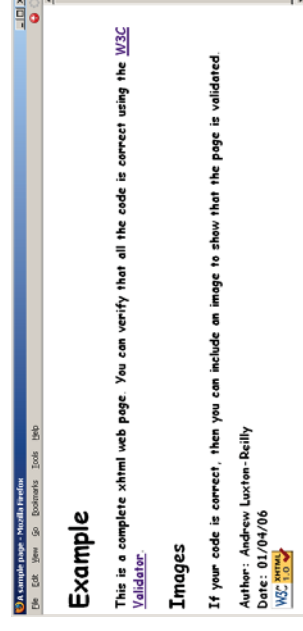 A sample page - Mozilla Firefox
File Edit View Go Bookmarks Tools Help
Example
This is a complete xhtml web page. You can verify that all the code is correct using the W3C
Validator.
Images
If your code is correct, then you can include an image to show that the page is validated.
Author: Andrew Luxton-Reilly
Date: 01/04/06
W3C XHTML 1.0